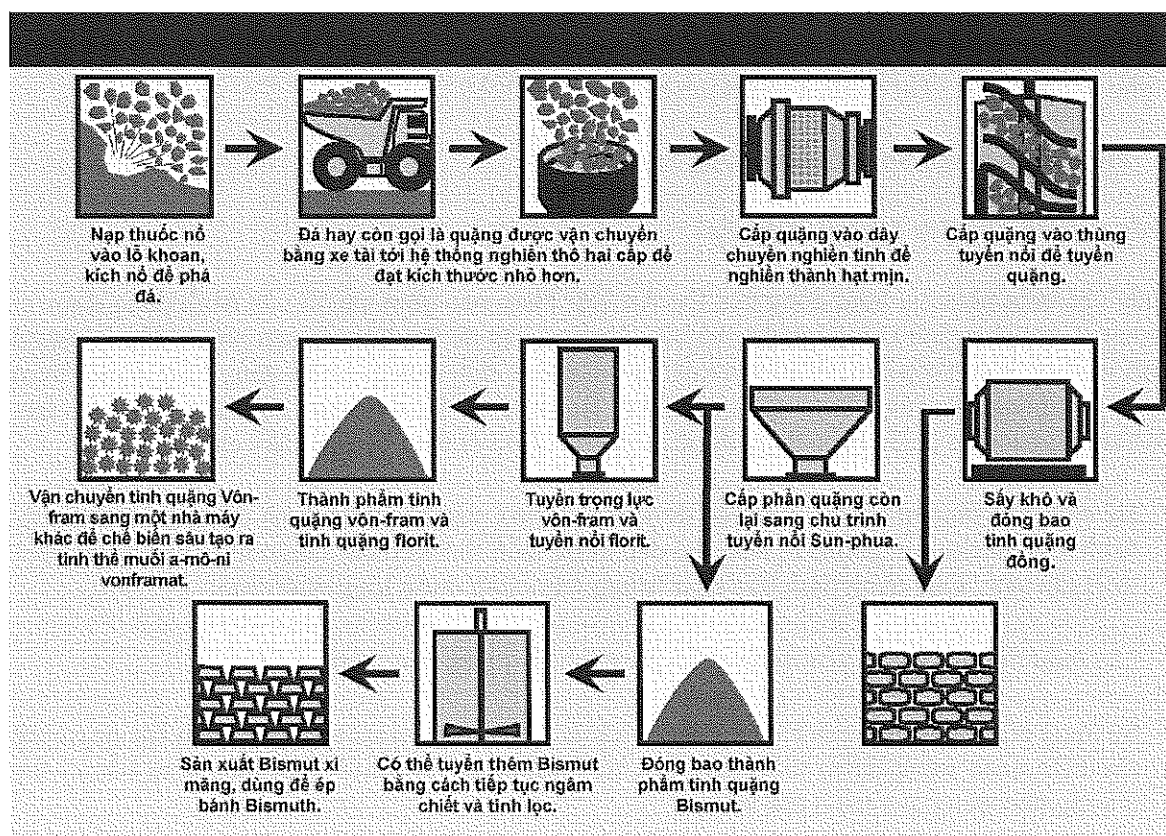 Nạp thuốc nổ
vào lỗ khoan,
kích nổ để phá
đá.
Đá hay còn gọi là quặng được vận chuyển
bằng xe tải tới hệ thống nghiền thô hai cấp để
đạt kích thước nhỏ hơn.
Cấp quặng vào dây
chuyền nghiền tinh để
nghiền thành hạt mịn.
Cấp quặng vào thùng
tuyển nổi để tuyển
quặng.
Vận chuyển tinh quặng Vôn-
fram sang một nhà máy
khác để chế biến sâu tạo ra
tinh thể muối a-mô-ni
vonframat.
Thành phẩm tinh
quặng vôn-fram và
tinh quặng florit.
Tuyển trọng lực
vôn-fram và
tuyển nổi florit.
Cấp phần quặng còn
lại sang chu trình
tuyển nổi Sun-phua.
Sấy khô và
đóng bao
tinh quặng
đồng.
Sản xuất Bismut xi
măng, dùng để ép
bánh Bismuth.
Có thể tuyển thêm Bismut
bằng cách tiếp tục ngâm
chiết và tinh lọc.
Đóng bao thành
phẩm tinh quặng
Bismut.